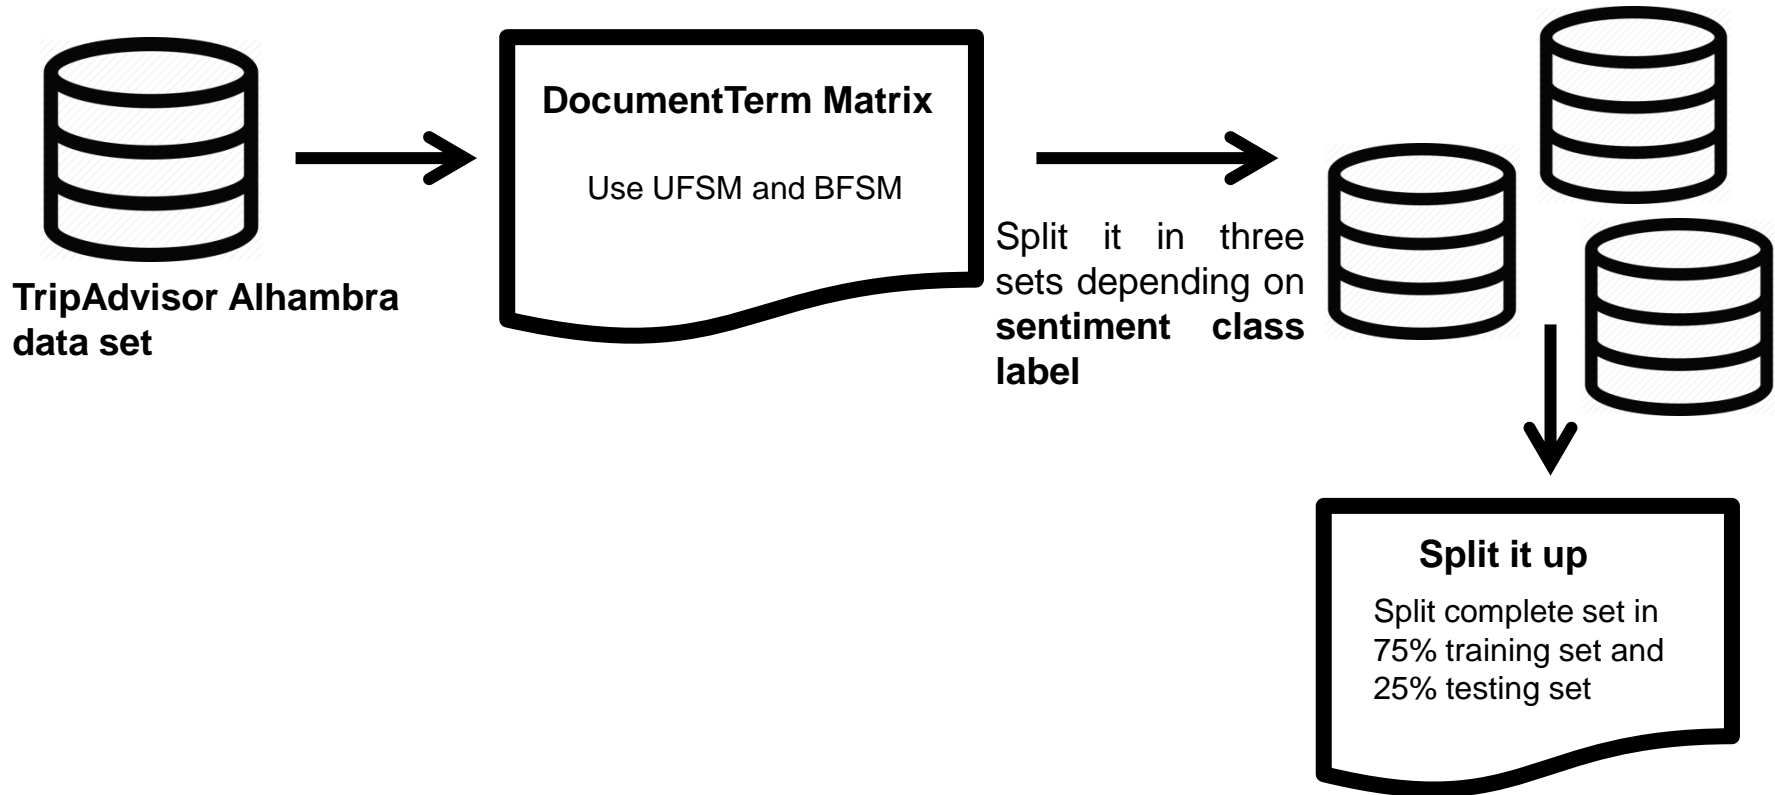 TripAdvisor Alhambra
data set
DocumentTerm Matrix
Use UFSM and BFSM
Split it in three
sets depending on
sentiment class
label
Split it up
Split complete set in
75% training set and
25% testing set